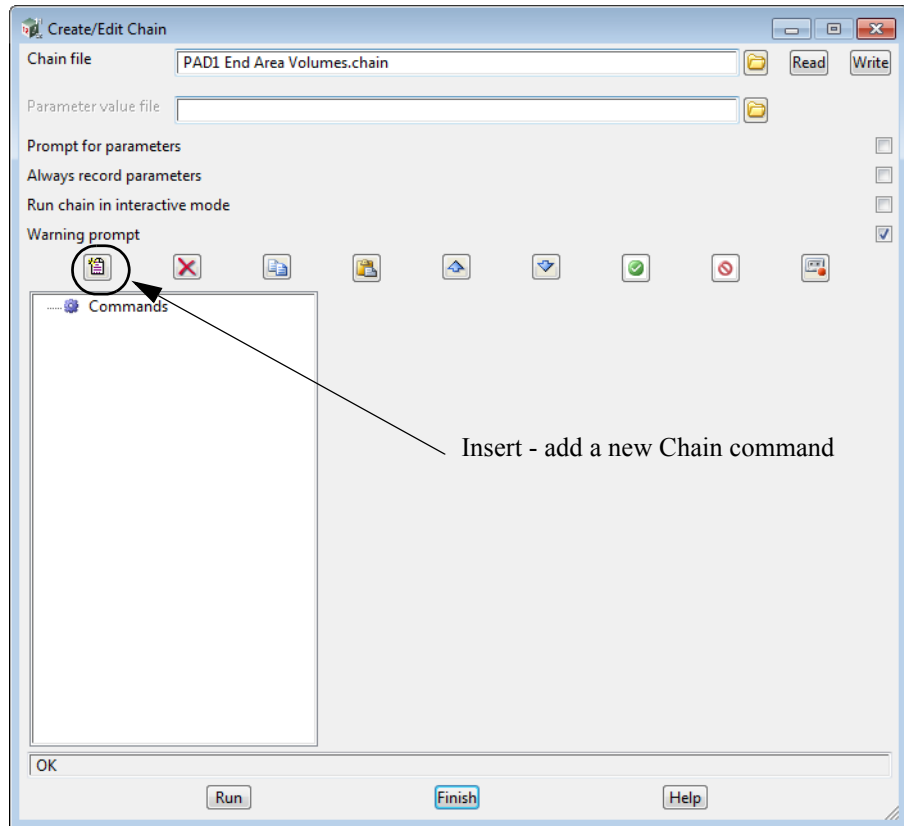 Create/Edit Chain
Chain file PAD1 End Area Volumes.chain Read Write
Parameter value file
Prompt for parameters
Always record parameters
Run chain in interactive mode
Warning prompt
Commands
Insert - add a new Chain command
OK
Run Finish Help